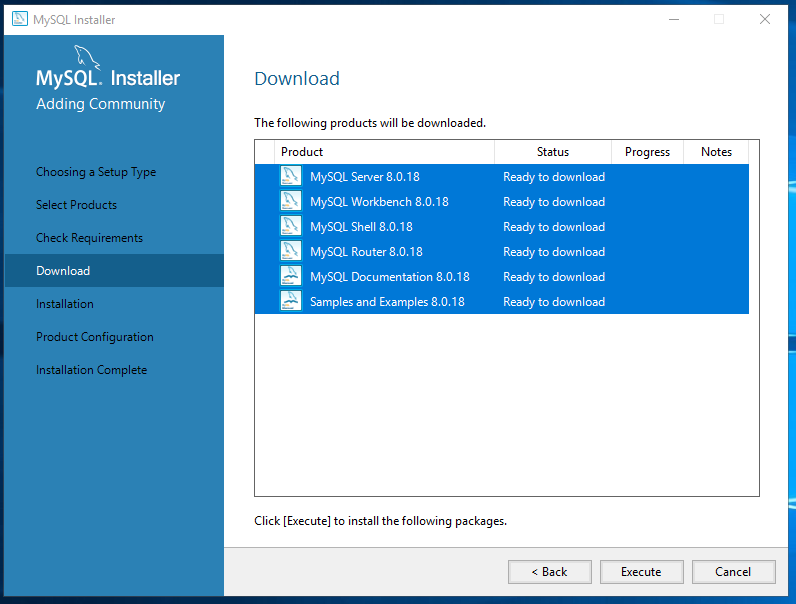 MySQL Installer
MySQL. Installer
Adding Community
Choosing a Setup Type
Select Products
Check Requirements
Download
Installation
Product Configuration
Installation Complete
Download
The following products will be downloaded.
Product Status Progress Notes
MySQL Server 8.0.18 Ready to download
MySQL Workbench 8.0.18 Ready to download
MySQL Shell 8.0.18 Ready to download
MySQL Router 8.0.18 Ready to download
MySQL Documentation 8.0.18 Ready to download
Samples and Examples 8.0.18 Ready to download
Click [Execute] to install the following packages.
< Back Execute Cancel